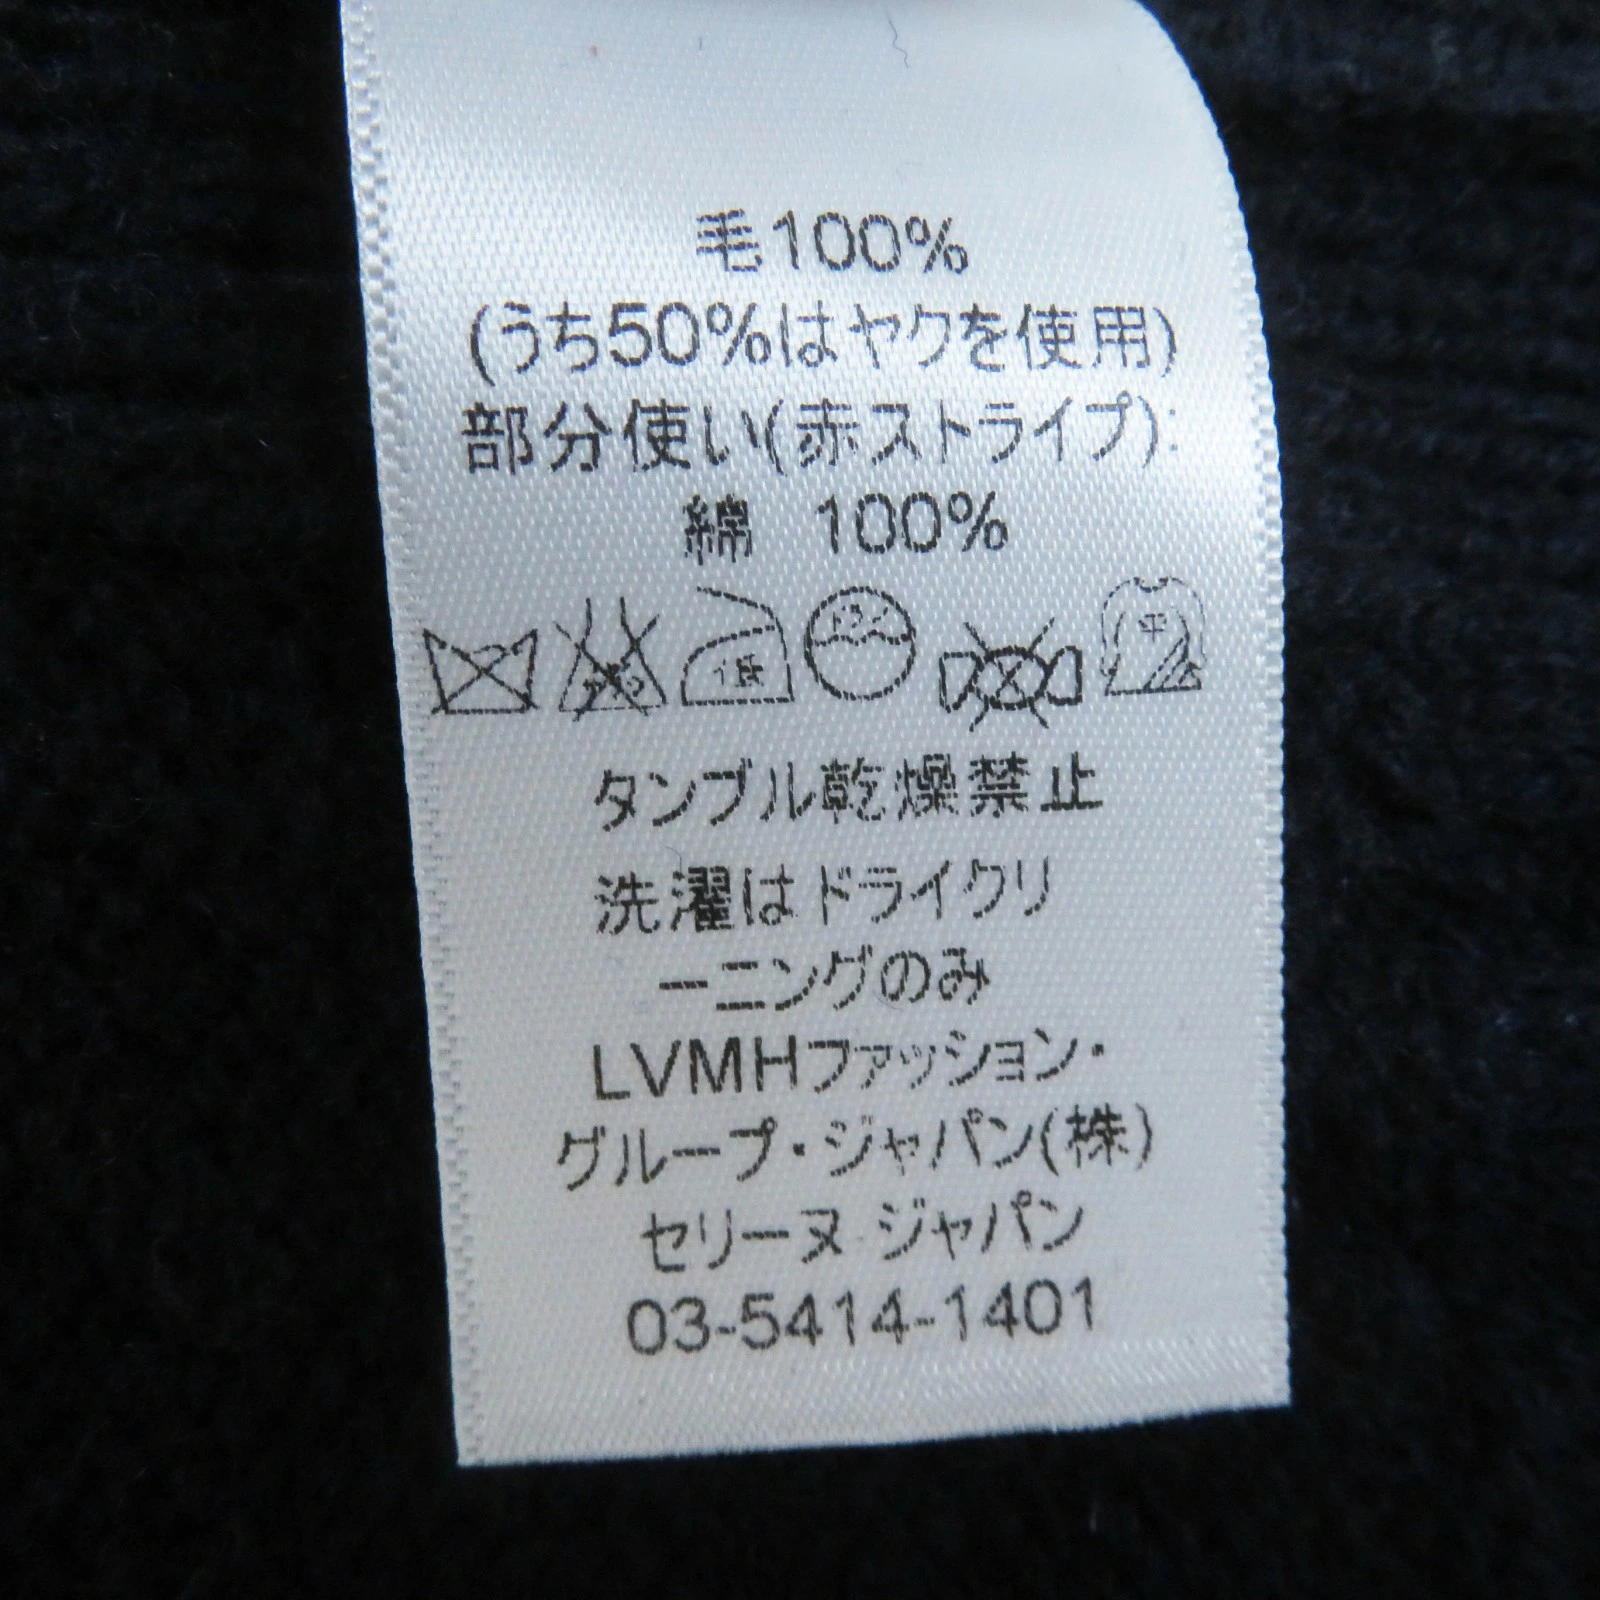 毛100%
(うち50%はヤクを使用)
部分使い(赤ストライプ):
綿 100%
ドライ
平
タンブル乾燥禁止
洗濯はドライクリ
ーニングのみ
LVMHファッション・
グループ・ジャパン(株)
セリーヌ ジャパン
03-5414-1401